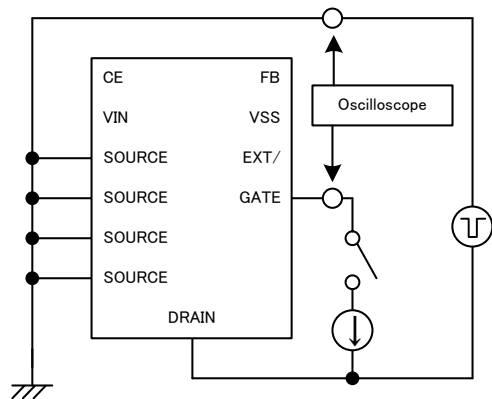 CE FB
Oscilloscope
VIN VSS
SOURCE EXT/
SOURCE GATE
SOURCE
SOURCE
DRAIN